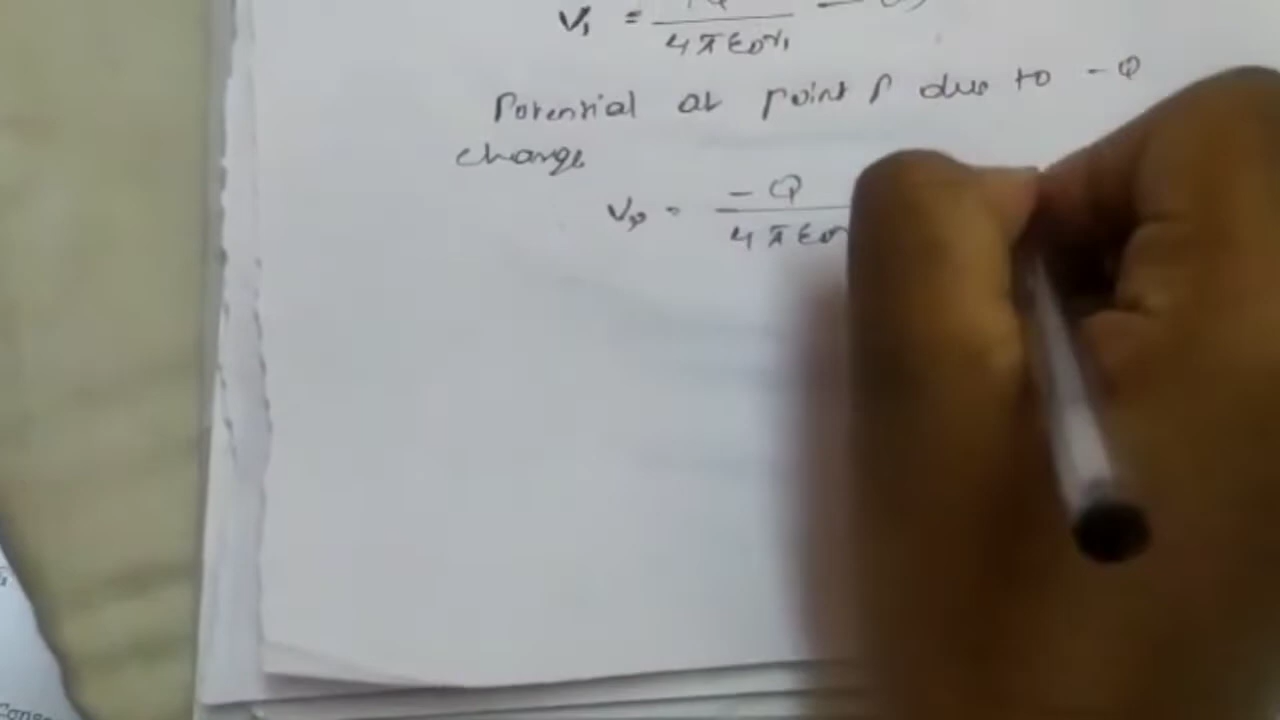 V₁ = 4πε₀r₁
Potential at point P due to -Q
charge
V₂ = -Q / 4πε₀